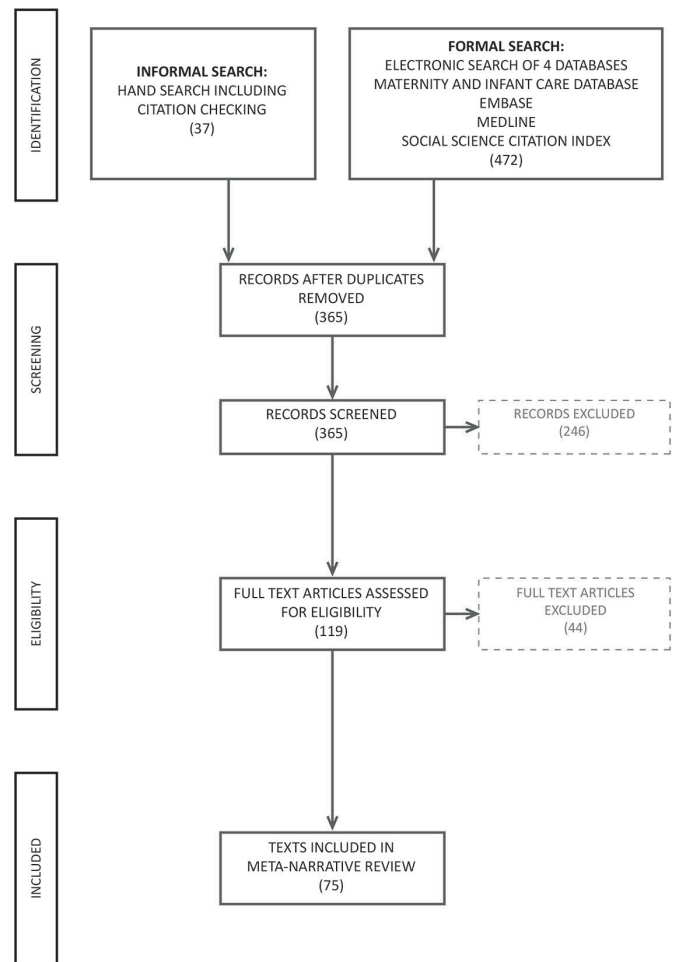 IDENTIFICATION
INFORMAL SEARCH:
HAND SEARCH INCLUDING
CITATION CHECKING
(37)
FORMAL SEARCH:
ELECTRONIC SEARCH OF 4 DATABASES
MATERNITY AND INFANT CARE DATABASE
EMBASE
MEDLINE
SOCIAL SCIENCE CITATION INDEX
(472)
SCREENING
RECORDS AFTER DUPLICATES
REMOVED
(365)
RECORDS SCREENED
(365)
RECORDS EXCLUDED
(246)
ELIGIBILITY
FULL TEXT ARTICLES ASSESSED
FOR ELIGIBILITY
(119)
FULL TEXT ARTICLES
EXCLUDED
(44)
INCLUDED
TEXTS INCLUDED IN
META-NARRATIVE REVIEW
(75)